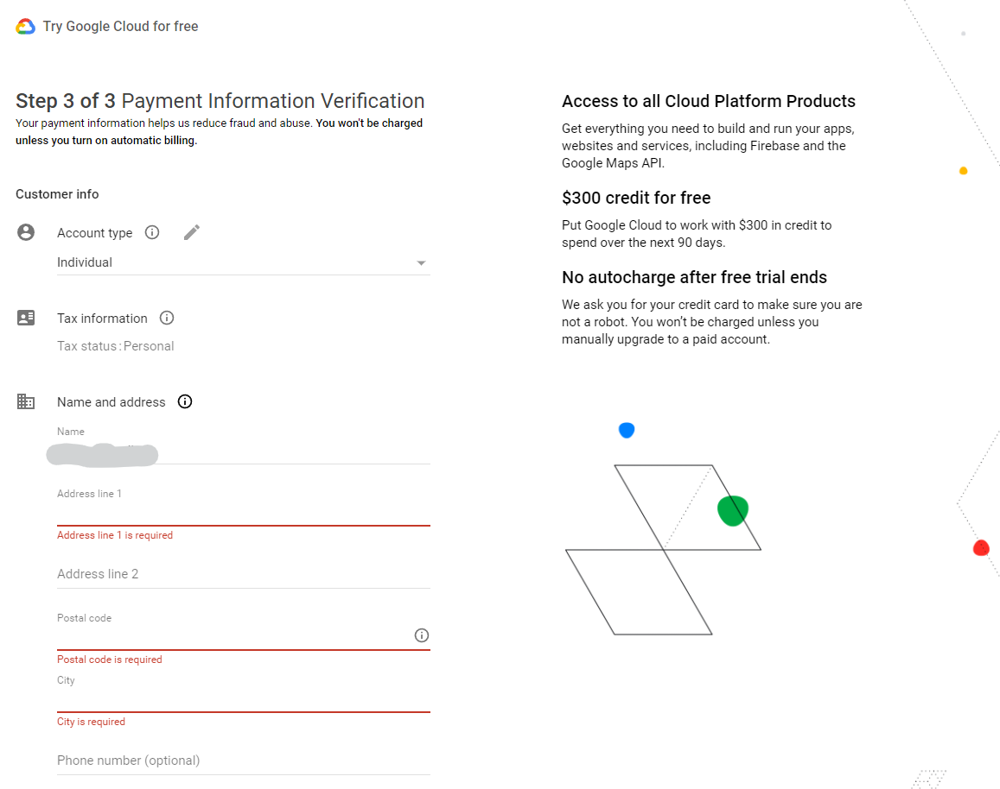 Try Google Cloud for free
Step 3 of 3 Payment Information Verification
Your payment information helps us reduce fraud and abuse. You won't be charged
unless you turn on automatic billing.
Customer info
Account type
Individual
Tax information
Tax status: Personal
Name and address
Name
Address line 1
Address line 1 is required
Address line 2
Postal code
Postal code is required
City
City is required
Phone number (optional)
Access to all Cloud Platform Products
Get everything you need to build and run your apps,
websites and services, including Firebase and the
Google Maps API.
$300 credit for free
Put Google Cloud to work with $300 in credit to
spend over the next 90 days.
No autocharge after free trial ends
We ask you for your credit card to make sure you are
not a robot. You won’t be charged unless you
manually upgrade to a paid account.